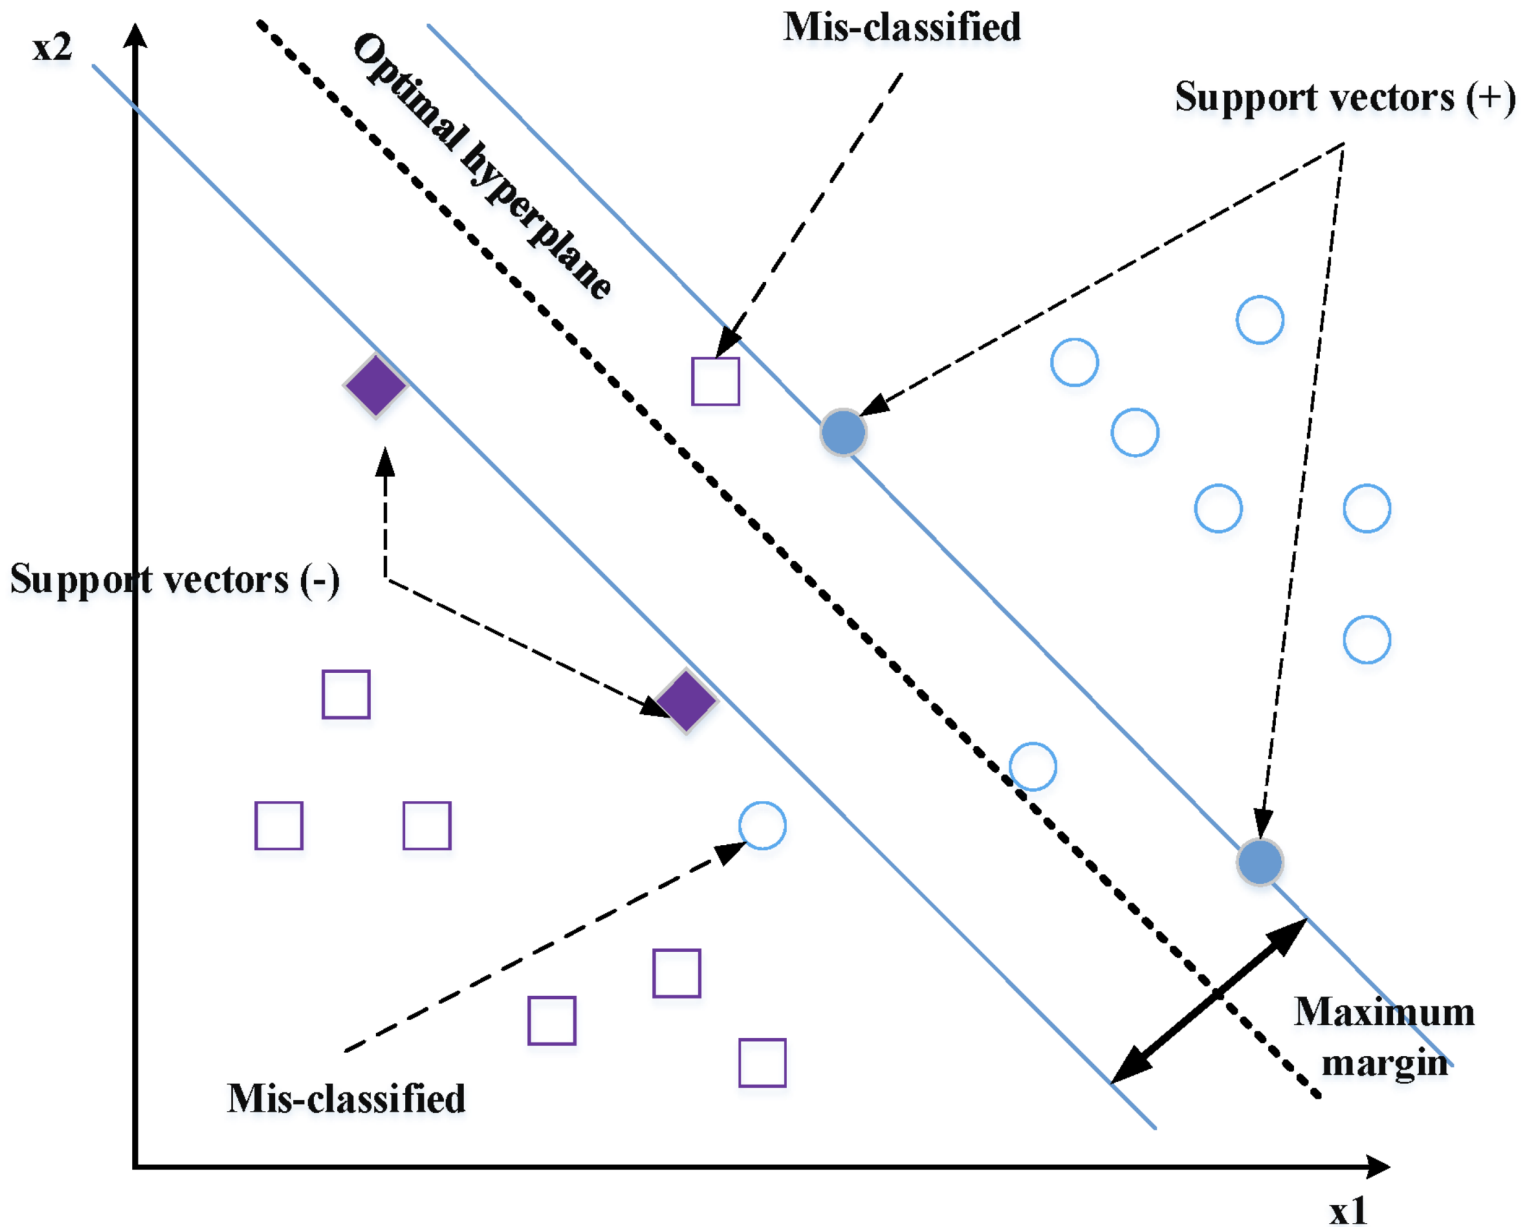 Mis-classified
x2
Optimal hyperplane
Support vectors (+)
Support vectors (-)
Maximum
margin
Mis-classified
x1